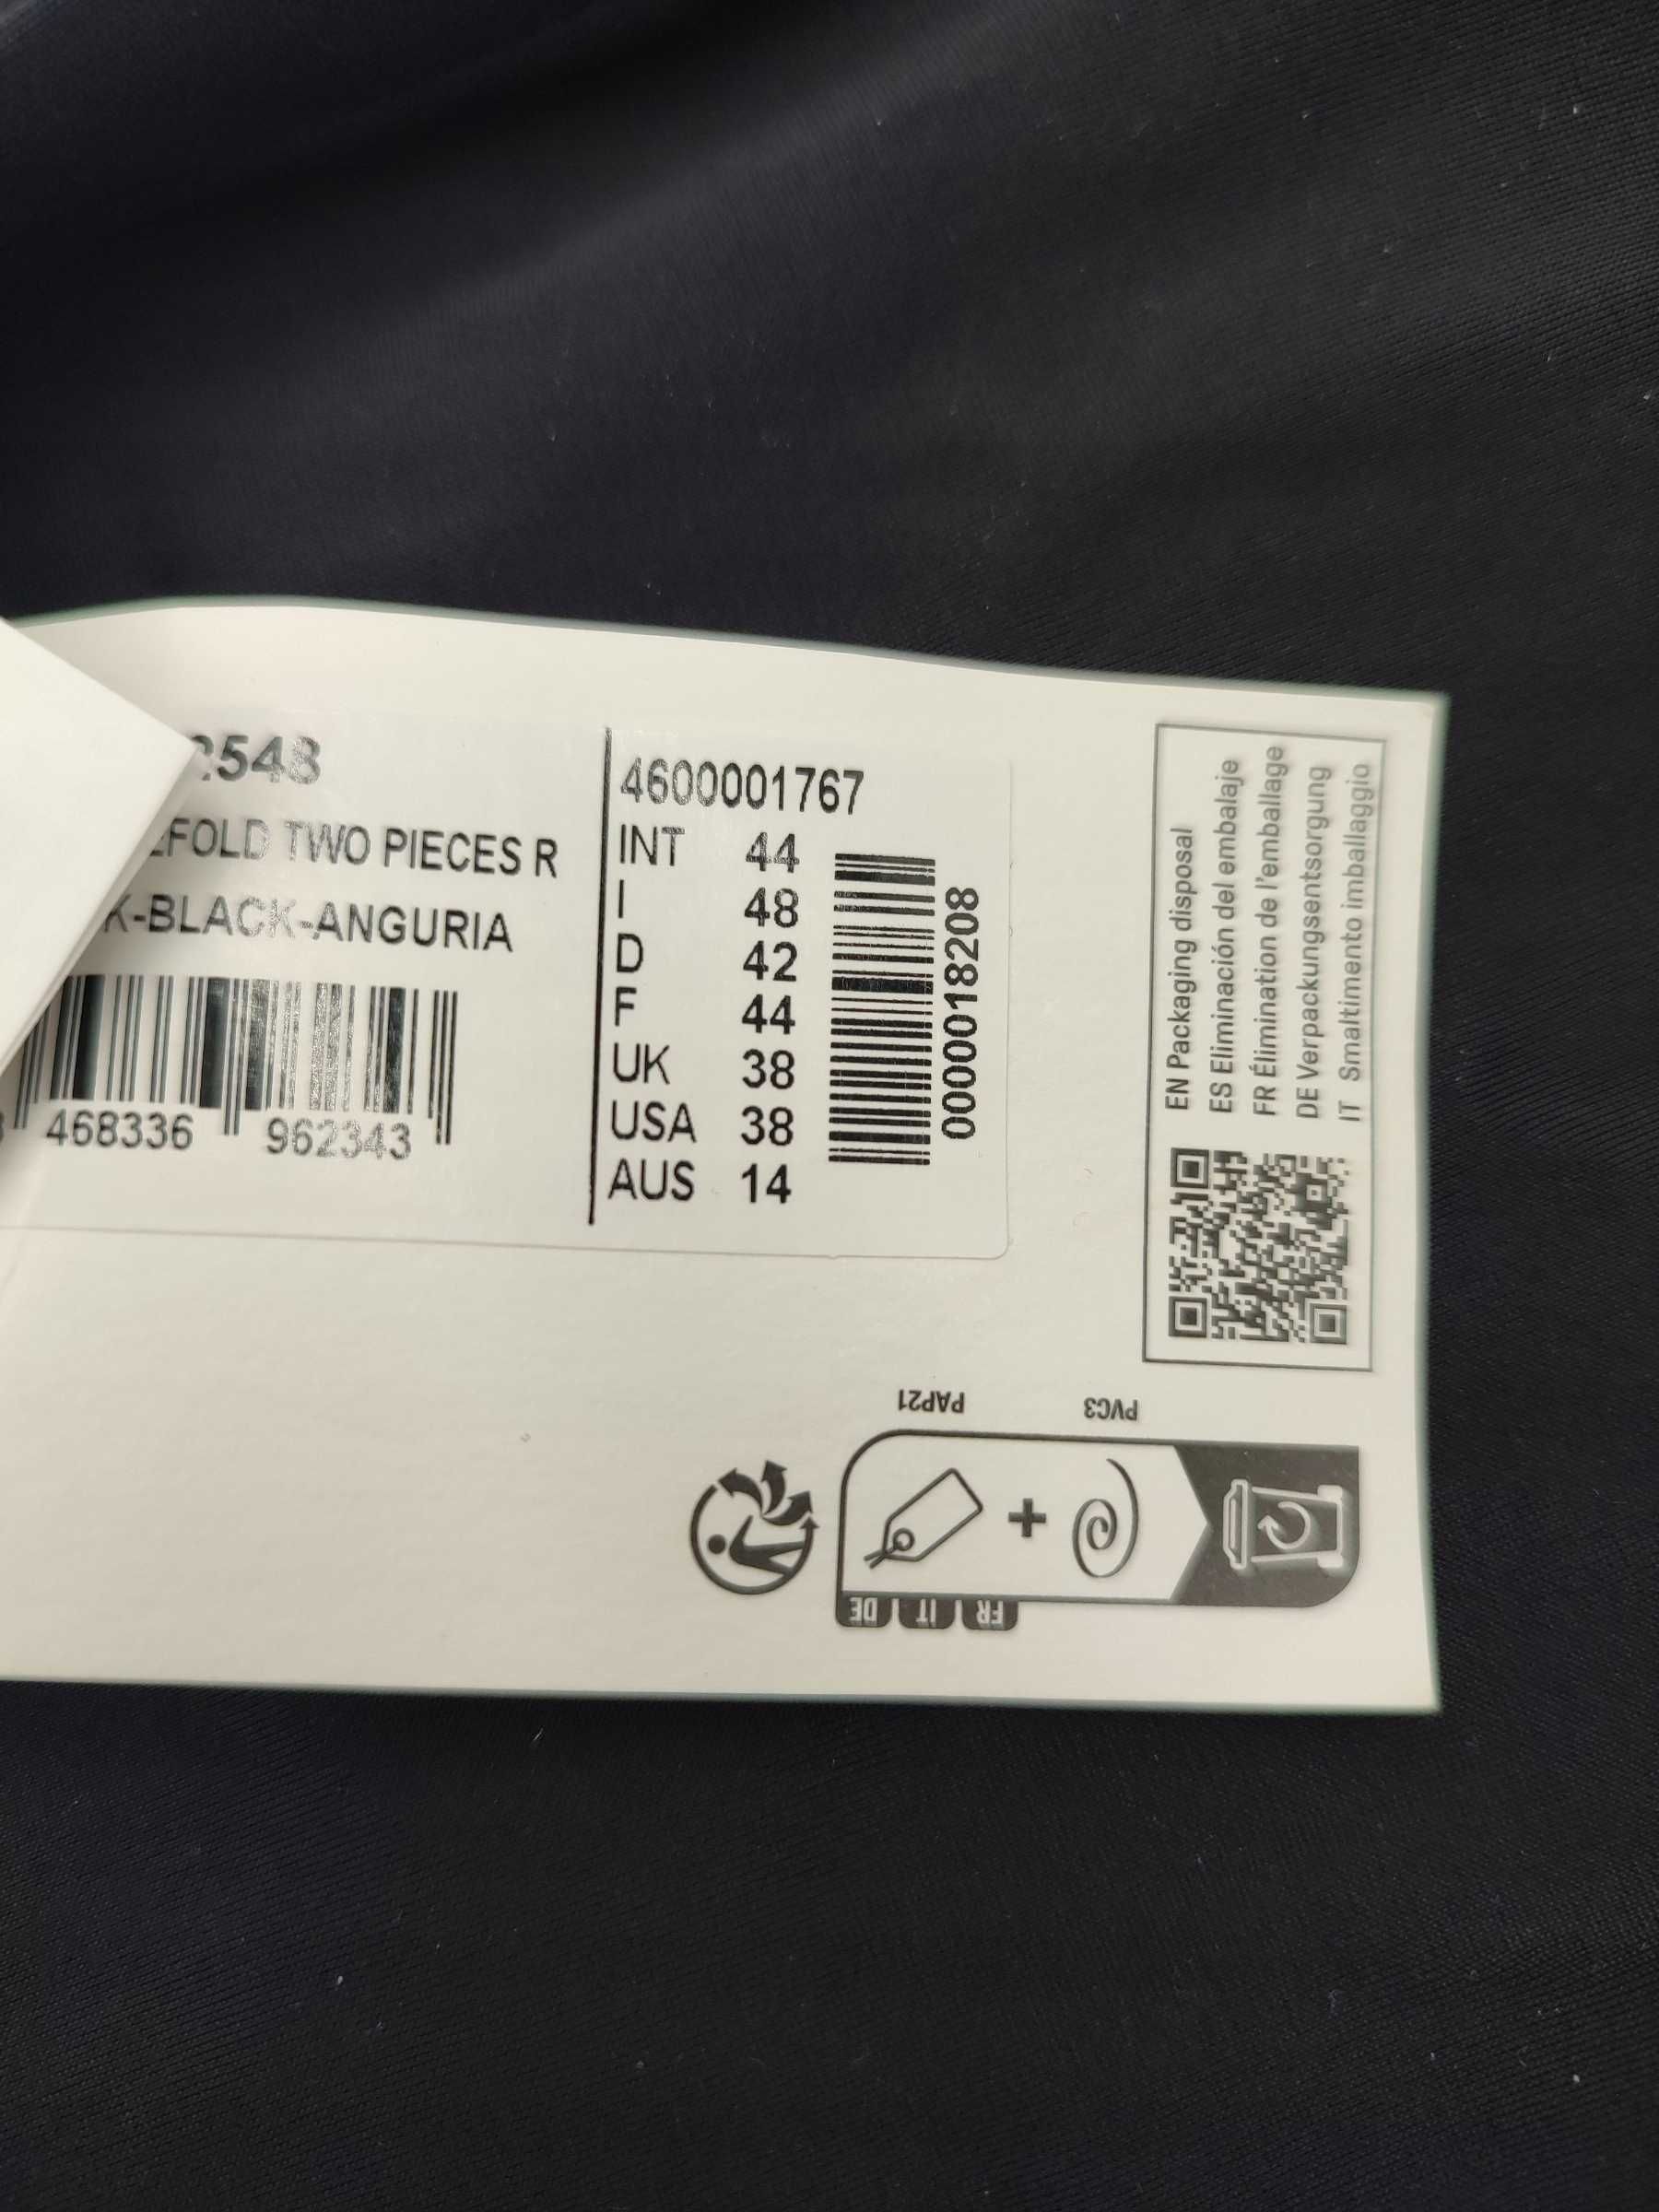 2548
EFOLD TWO PIECES R
K-BLACK-ANGURIA
468336 962343
4600001767
INT 44
I 48
D 42
F 44
UK 38
USA 38
AUS 14
0000018208
EN Packaging disposal
ES Eliminación del embalaje
FR Élimination de l'emballage
DE Verpackungsentsorgung
IT Smaltimento imballaggio
PAP21
PVC3
+
FR
IT
DE